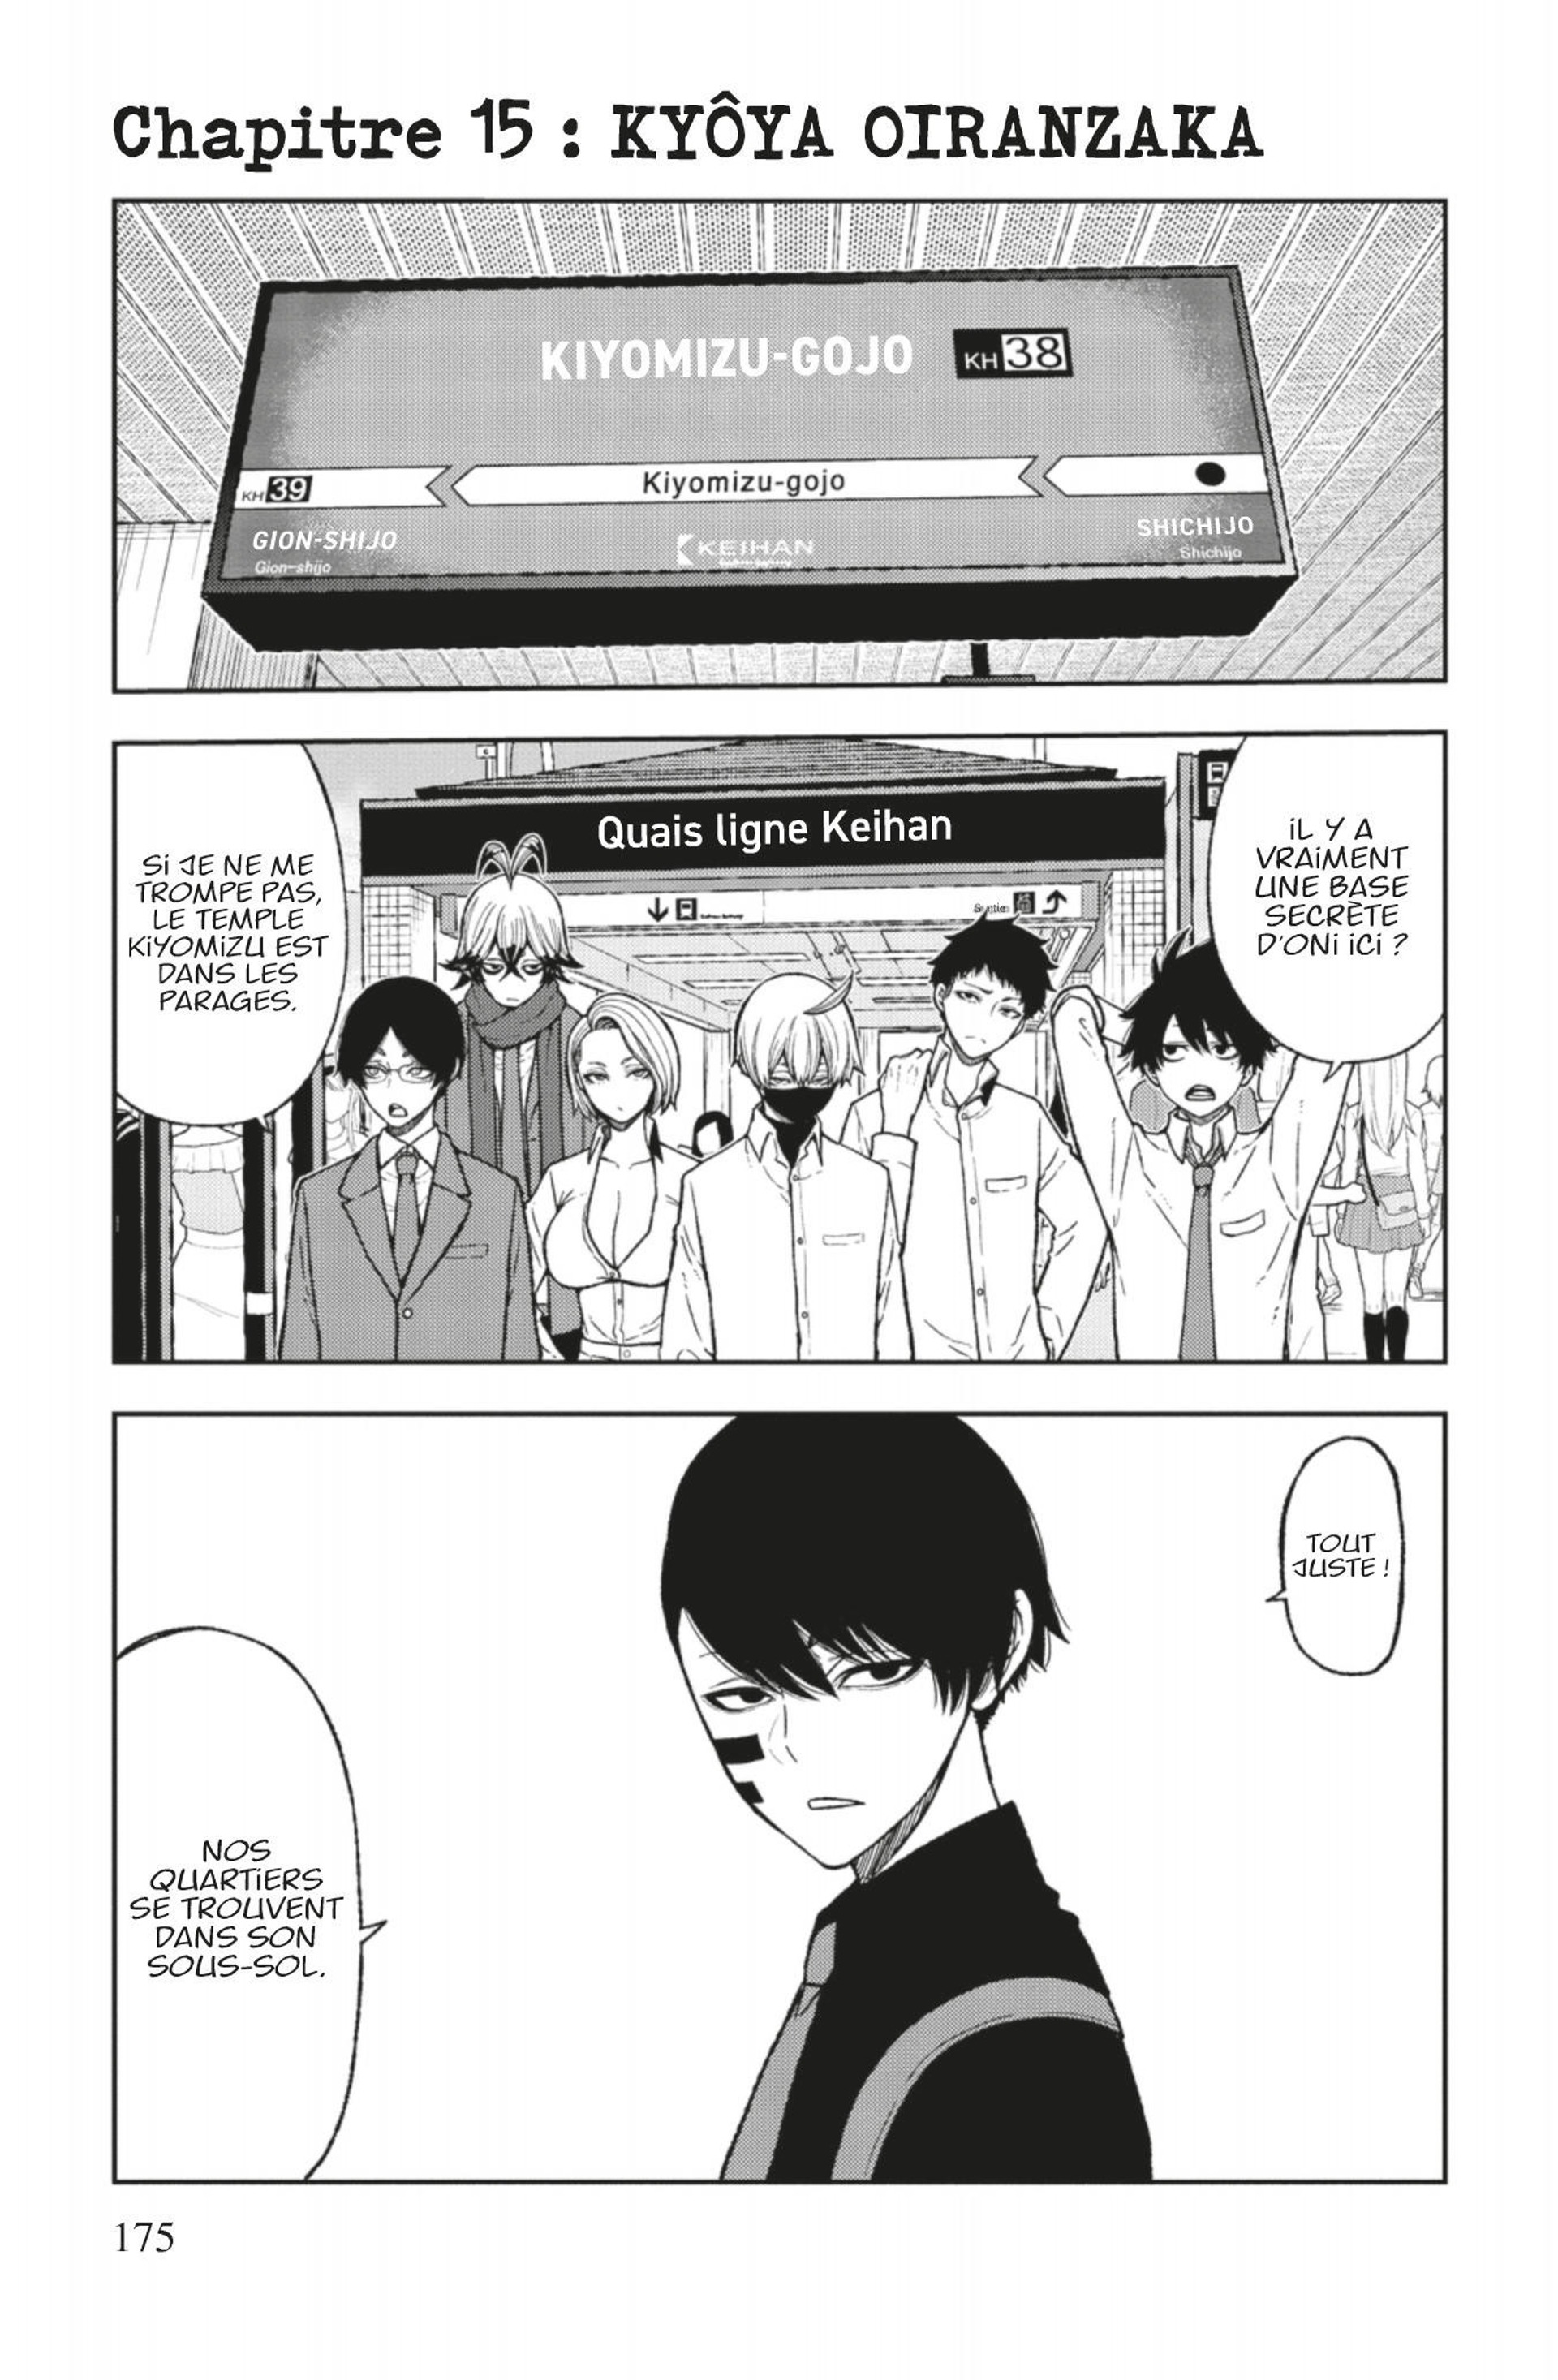 Chapitre 15 : KYÔYA OIRANZAKA
KIYOMIZU-GOJO KH 38
KH 39
Kiyomizu-gojo
GION-SHIJO
Gion-shijo
KEIHAN
SHICHIJO
Shichijo
Quais ligne Keihan
IL Y A
VRAIMENT
UNE BASE
SECRÈTE
D'ONI ICI ?
SI JE NE ME
TROMPE PAS,
LE TEMPLE
KIYOMIZU EST
DANS LES
PARAGES.
TOUT
JUSTE !
NOS
QUARTIERS
SE TROUVENT
DANS SON
SOUS-SOL.
175